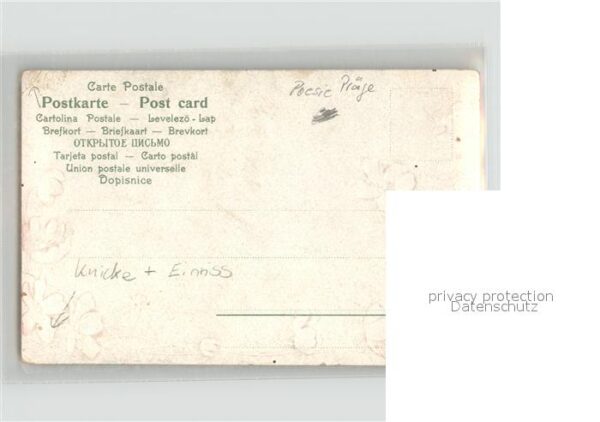 Carte Postale
Postkarte — Post card
Cartolina Postale — Levelező-Lap
Brefkort — Briefkaart — Brevkort
ОТКРЫТОЕ ПИСЬМО
Tarjeta postal — Carto postàl
Union postale universelle
Dopisnice
Poesie Präge
Knicke + Einriss
privacy protection
Datenschutz